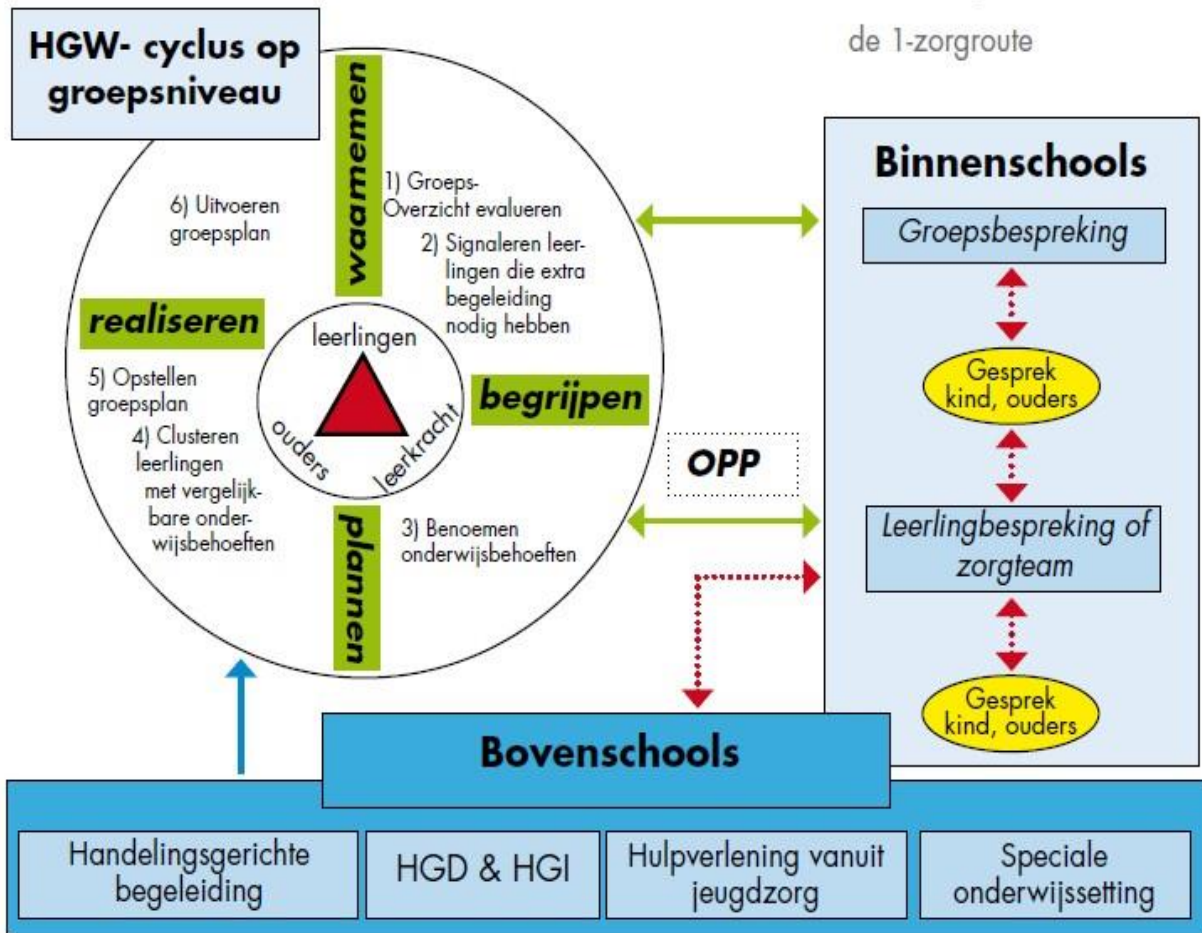 HGW- cyclus op
groepsniveau
de 1-zorgroute
waarnemen
1) Groeps-
Overzicht evalueren
2) Signaleren leer-
lingen die extra
begeleiding
nodig hebben
begrijpen
3) Benoemen
onderwijsbehoeften
plannen
4) Clusteren
leerlingen
met vergelijk-
bare onder-
wijsbehoeften
5) Opstellen
groepsplan
realiseren
6) Uitvoeren
groepsplan
leerlingen
ouders
leerkracht
OPP
Binnenschools
Groepsbespreking
Gesprek
kind, ouders
Leerlingbespreking of
zorgteam
Gesprek
kind, ouders
Bovenschools
Handelingsgerichte
begeleiding
HGD & HGI
Hulpverlening vanuit
jeugdzorg
Speciale
onderwijssetting